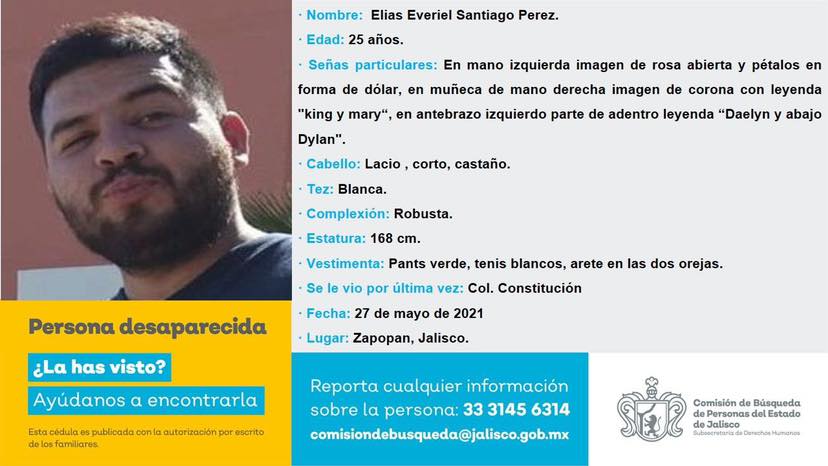 · Nombre:  Elias Everiel Santiago Perez.
· Edad: 25 años.
· Señas particulares: En mano izquierda imagen de rosa abierta y pétalos en
forma de dólar, en muñeca de mano derecha imagen de corona con leyenda
"king y mary“, en antebrazo izquierdo parte de adentro leyenda “Daelyn y abajo
Dylan".
· Cabello: Lacio , corto, castaño.
· Tez: Blanca.
· Complexión: Robusta.
· Estatura: 168 cm.
· Vestimenta: Pants verde, tenis blancos, arete en las dos orejas.
· Se le vio por última vez: Col. Constitución
· Fecha: 27 de mayo de 2021
· Lugar: Zapopan, Jalisco.
Persona desaparecida
¿La has visto?
Ayúdanos a encontrarla
Esta cédula es publicada con la autorización por escrito
de los familiares.
Reporta cualquier información
sobre la persona: 33 3145 6314
comisiondebusqueda@jalisco.gob.mx
Comisión de Búsqueda
de Personas del Estado
de Jalisco
Subsecretaría de Derechos Humanos